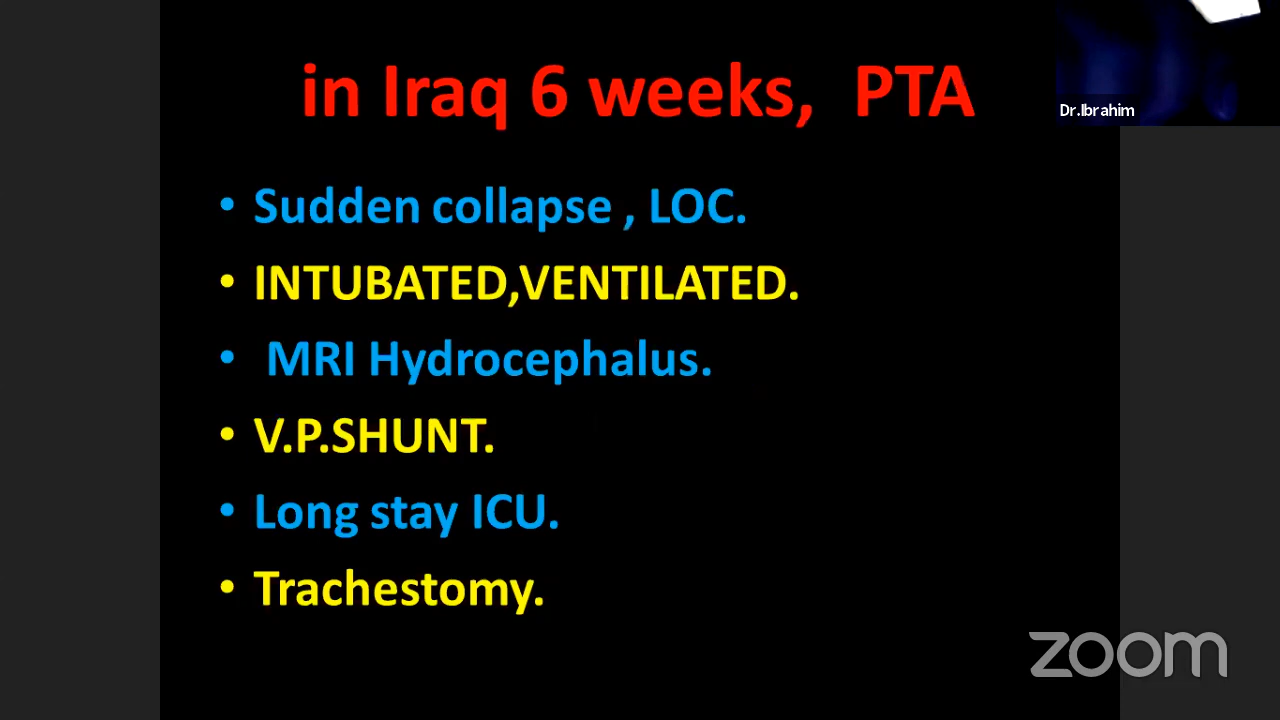 in Iraq 6 weeks, PTA
Dr.Ibrahim
• Sudden collapse , LOC.
• INTUBATED,VENTILATED.
• MRI Hydrocephalus.
• V.P.SHUNT.
• Long stay ICU.
• Trachestomy.
zoom